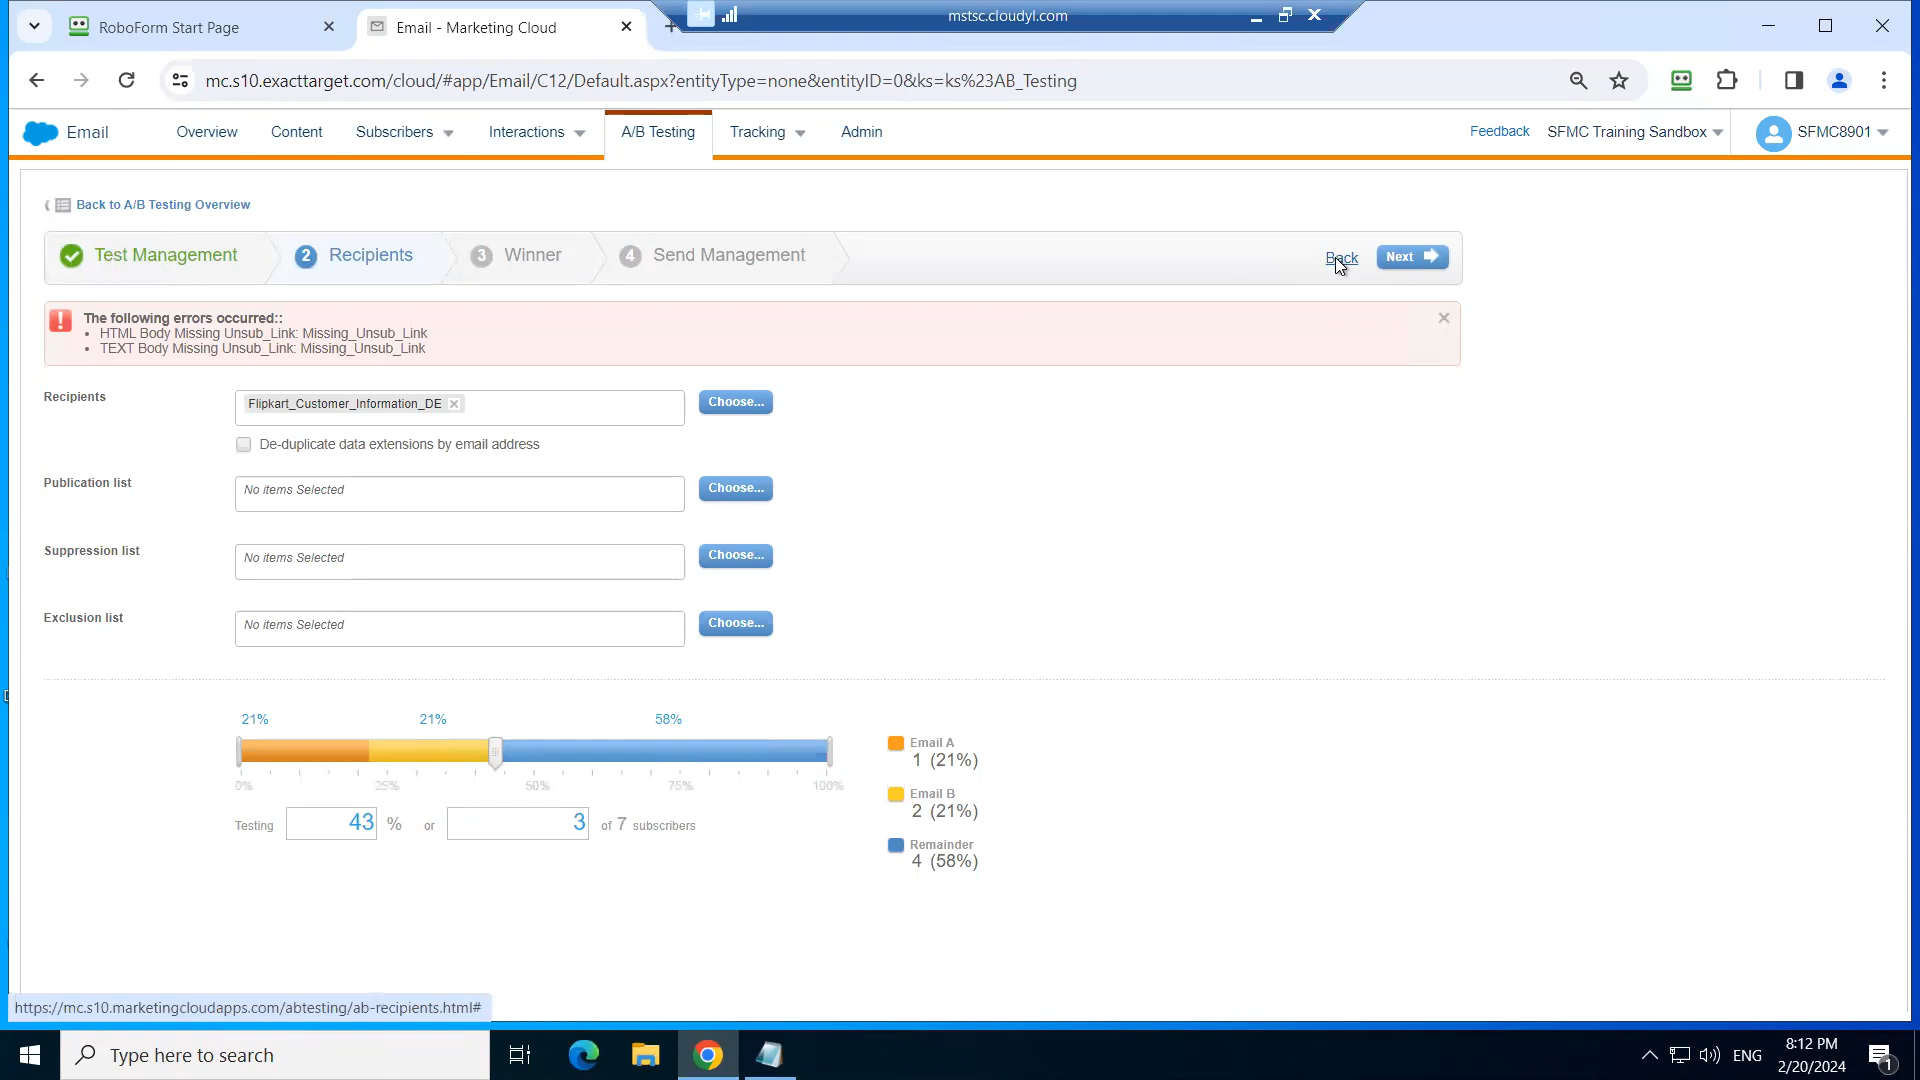 mstsc.cloudyl.com
RoboForm Start Page
Email - Marketing Cloud
mc.s10.exacttarget.com/cloud/#app/Email/C12/Default.aspx?entityType=none&entityID=0&ks=ks%23AB_Testing
Email Overview Content Subscribers Interactions A/B Testing Tracking Admin Feedback SFMC Training Sandbox SFMC8901
Back to A/B Testing Overview
Test Management 2 Recipients 3 Winner 4 Send Management Back Next
The following errors occurred::
• HTML Body Missing Unsub_Link: Missing_Unsub_Link
• TEXT Body Missing Unsub_Link: Missing_Unsub_Link
Recipients Flipkart_Customer_Information_DE Choose...
De-duplicate data extensions by email address
Publication list No items Selected Choose...
Suppression list No items Selected Choose...
Exclusion list No items Selected Choose...
21% 21% 58%
0% 25% 50% 75% 100%
Testing 43 % or 3 of 7 subscribers
Email A
1 (21%)
Email B
2 (21%)
Remainder
4 (58%)
https://mc.s10.marketingcloudapps.com/abtesting/ab-recipients.html#
Type here to search
ENG
8:12 PM
2/20/2024
1